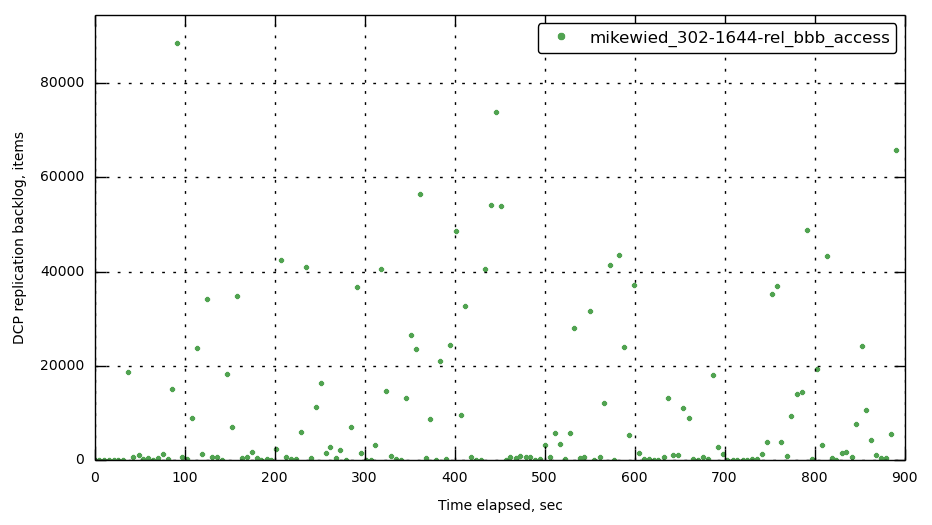 mikewied_302-1644-rel_bbb_access
80000
60000
40000
20000
0
DCP replication backlog, items
0 100 200 300 400 500 600 700 800 900
Time elapsed, sec